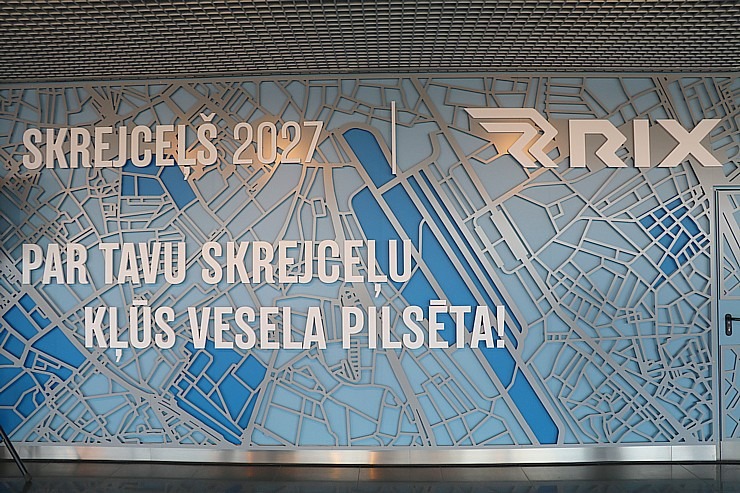 SKREJCEĻŠ 2027 | RIX
PAR TAVU SKREJCEĻU
KĻŪS VESELA PILSĒTA!